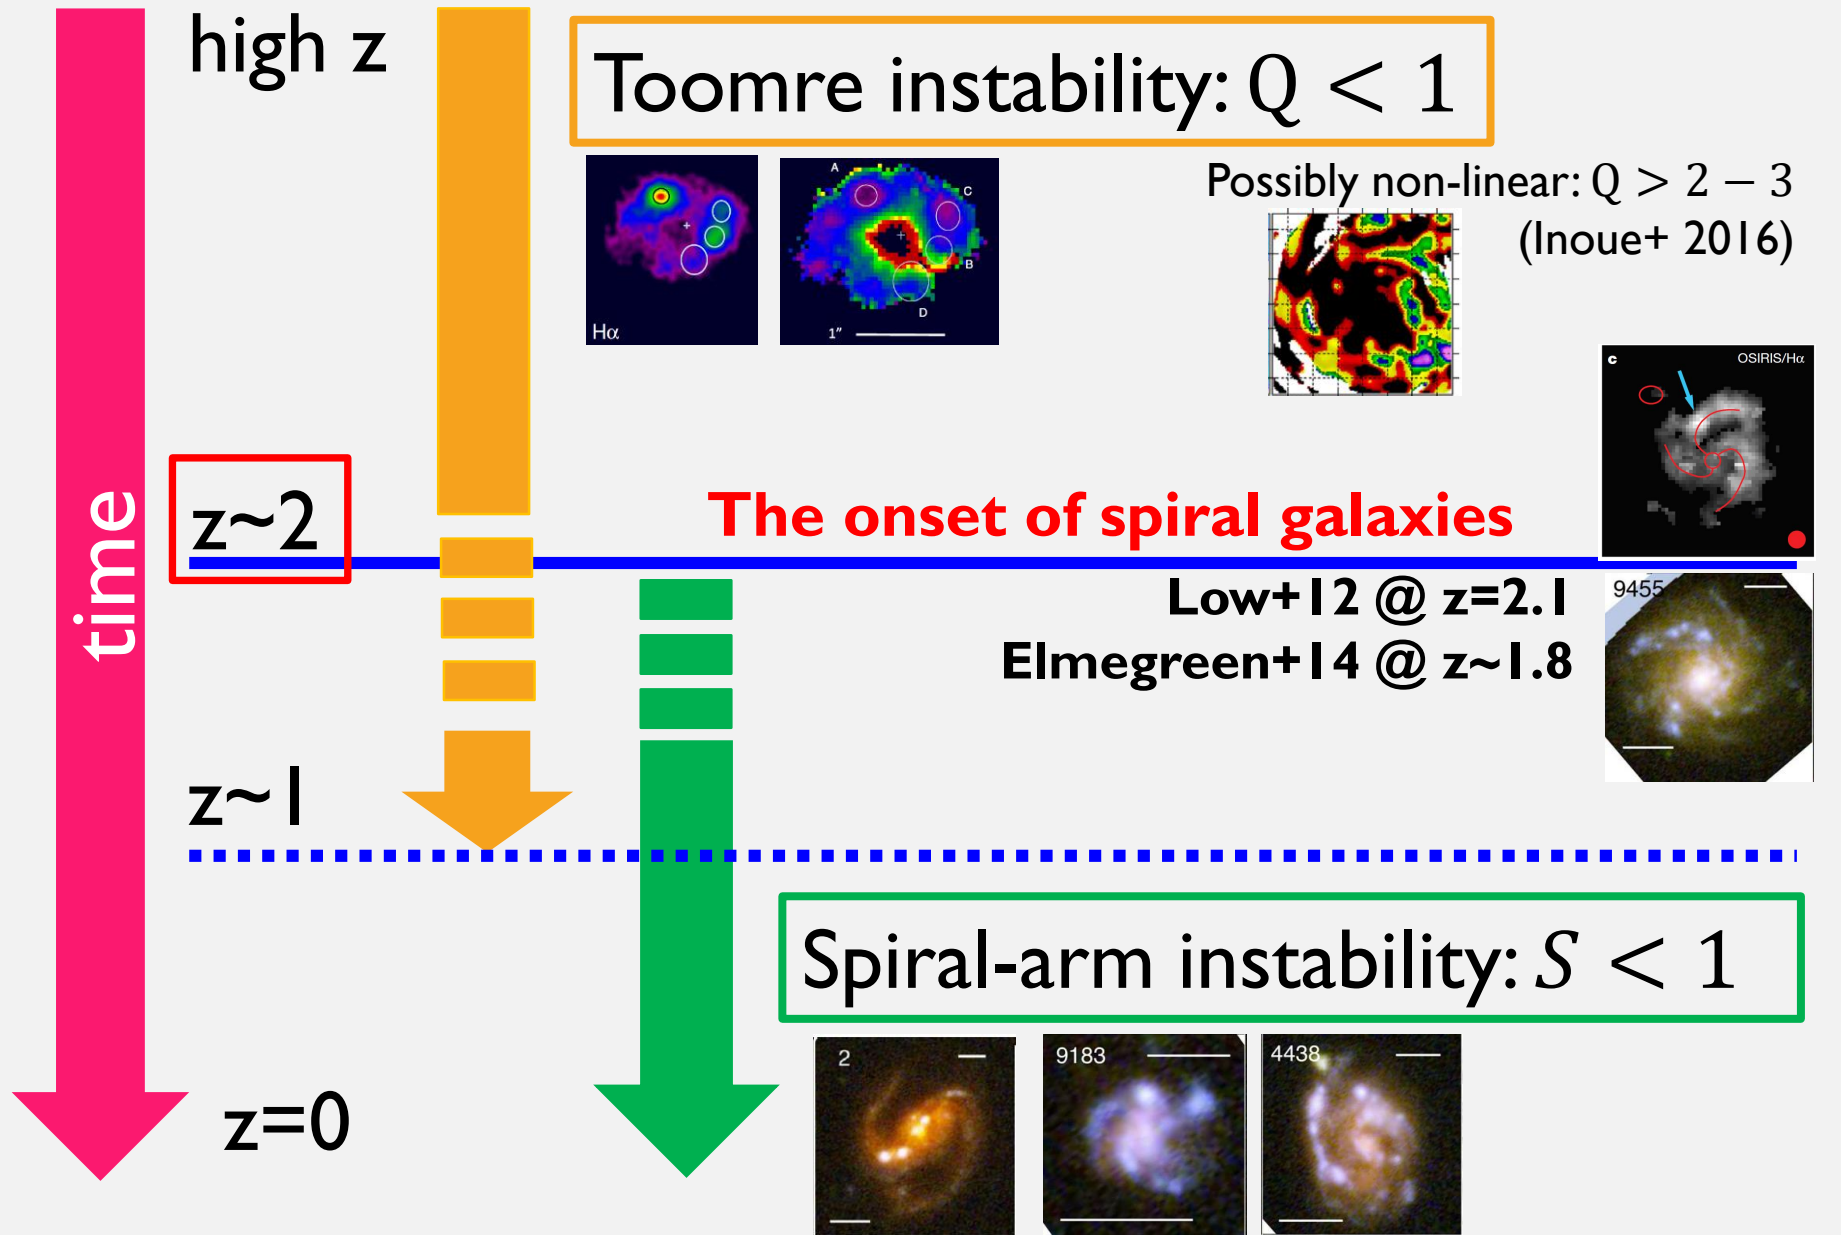 high z
Toomre instability: Q < 1
Possibly non-linear: Q > 2 − 3
(Inoue+ 2016)
A
C
B
D
Hα
1"
c
OSIRIS/Hα
time
z~2
The onset of spiral galaxies
Low+12 @ z=2.1
Elmegreen+14 @ z~1.8
9455
z~1
Spiral-arm instability: S < 1
2
9183
4438
z=0